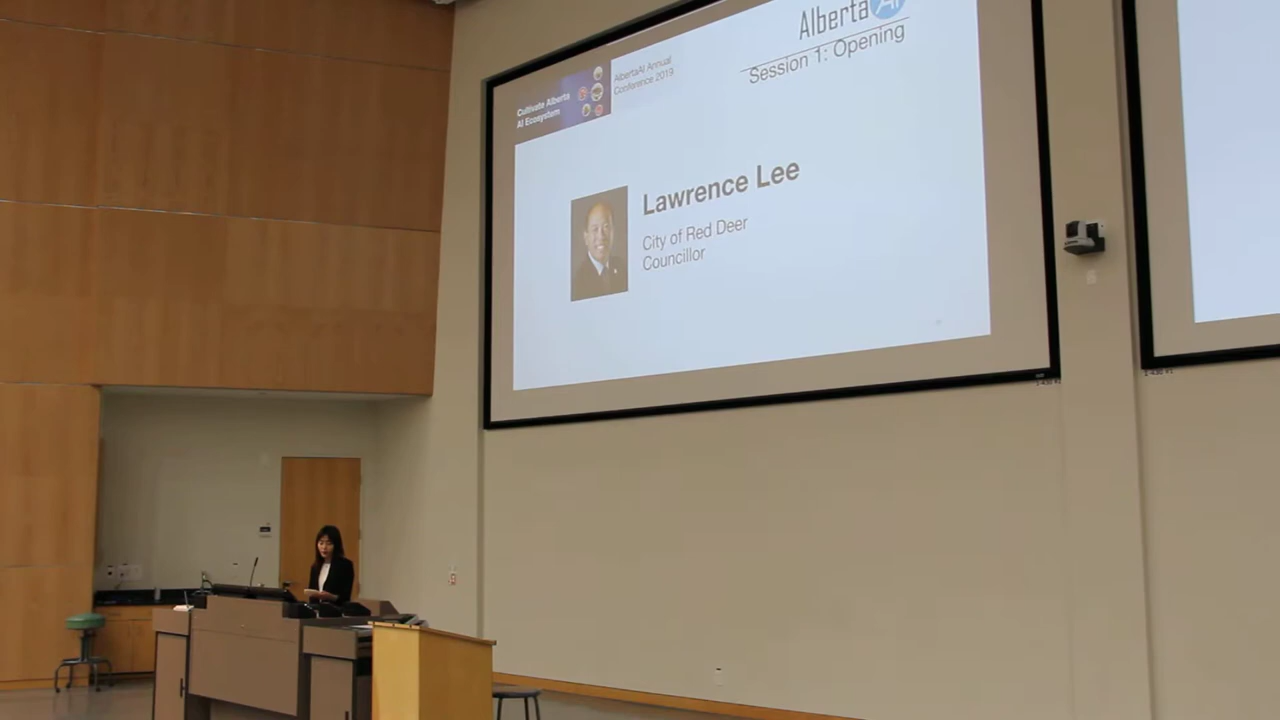 Alberta AI
Session 1: Opening
Cultivate Alberta
AI Ecosystem
AlbertaAI Annual
Conference 2019
Lawrence Lee
City of Red Deer
Councillor